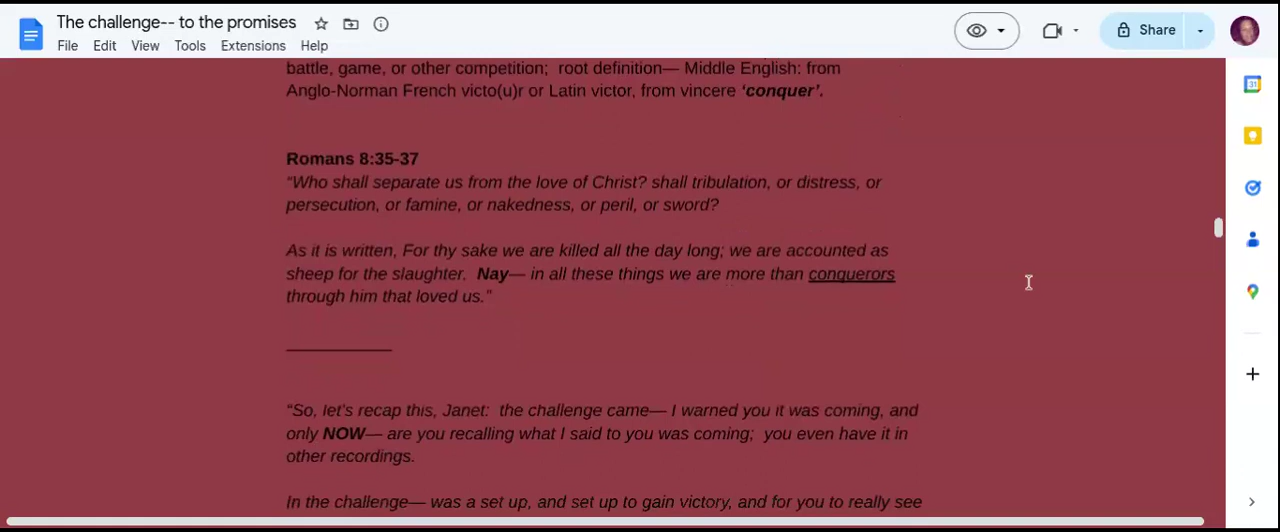 The challenge-- to the promises
File Edit View Tools Extensions Help
Share
31
battle, game, or other competition; root definition— Middle English: from
Anglo-Norman French victo(u)r or Latin victor, from vincere ‘conquer’.
Romans 8:35-37
“Who shall separate us from the love of Christ? shall tribulation, or distress, or
persecution, or famine, or nakedness, or peril, or sword?
As it is written, For thy sake we are killed all the day long; we are accounted as
sheep for the slaughter. Nay— in all these things we are more than conquerors
through him that loved us.”
“So, let’s recap this, Janet: the challenge came— I warned you it was coming, and
only NOW— are you recalling what I said to you was coming; you even have it in
other recordings.
In the challenge— was a set up, and set up to gain victory, and for you to really see